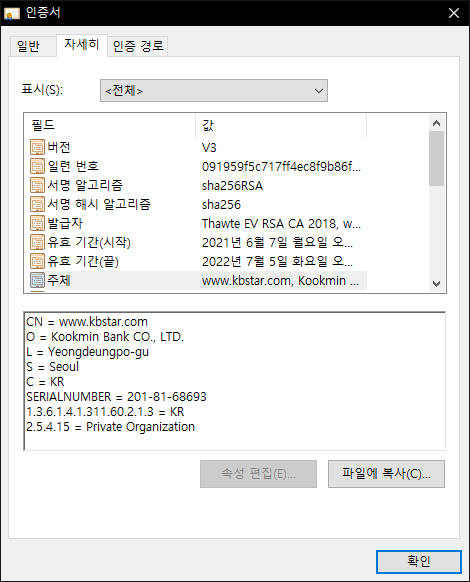 인증서
일반 자세히 인증 경로
표시(S): <전체>
필드 값
버전 V3
일련 번호 091959f5c717ff4ec8f9b86f...
서명 알고리즘 sha256RSA
서명 해시 알고리즘 sha256
발급자 Thawte EV RSA CA 2018, w...
유효 기간(시작) 2021년 6월 7일 월요일 오...
유효 기간(끝) 2022년 7월 5일 화요일 오...
주체 www.kbstar.com, Kookmin ...
CN = www.kbstar.com
O = Kookmin Bank CO., LTD.
L = Yeongdeungpo-gu
S = Seoul
C = KR
SERIALNUMBER = 201-81-68693
1.3.6.1.4.1.311.60.2.1.3 = KR
2.5.4.15 = Private Organization
속성 편집(E)... 파일에 복사(C)...
확인